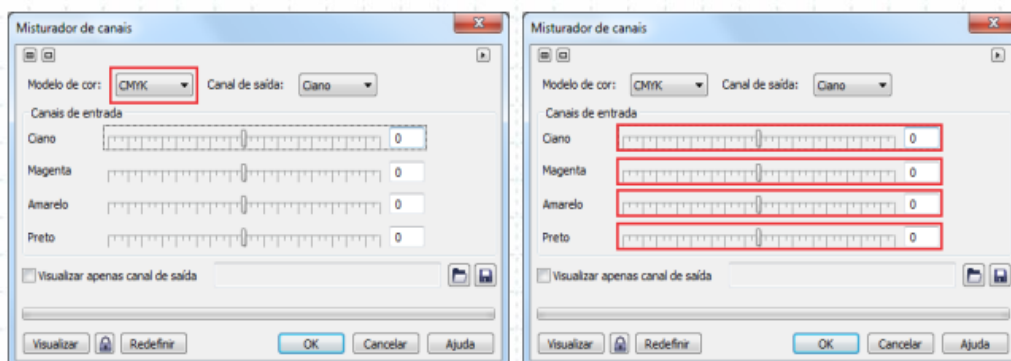 Misturador de canais
Modelo de cor: CMYK Canal de saída: Ciano
Canais de entrada
Ciano 0
Magenta 0
Amarelo 0
Preto 0
Visualizar apenas canal de saída
Visualizar Redefinir OK Cancelar Ajuda
Misturador de canais
Modelo de cor: CMYK Canal de saída: Ciano
Canais de entrada
Ciano 0
Magenta 0
Amarelo 0
Preto 0
Visualizar apenas canal de saída
Visualizar Redefinir OK Cancelar Ajuda